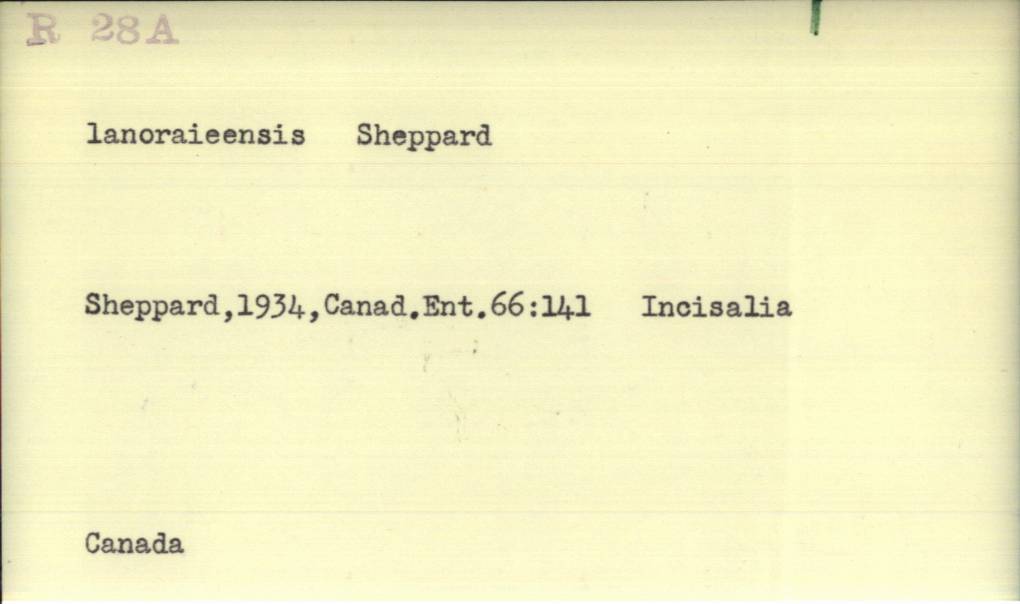 R 28A
lanoraieensis Sheppard
Sheppard,1934,Canad.Ent.66:141 Incisalia
Canada